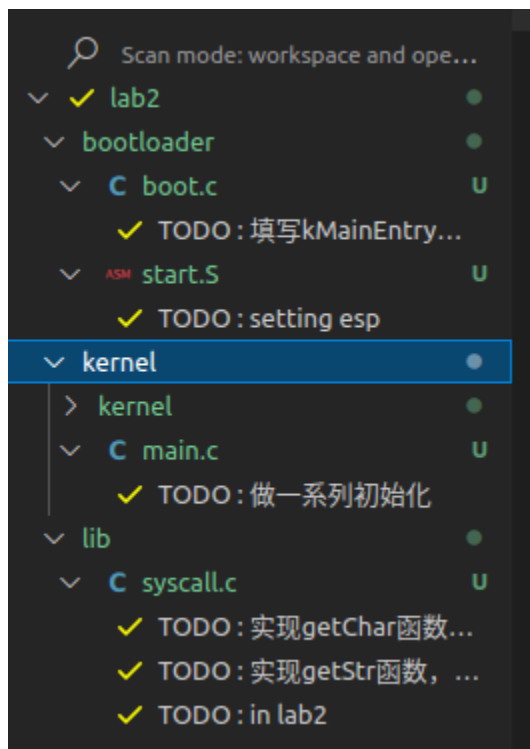 Scan mode: workspace and ope...
lab2
bootloader
C boot.c U
TODO : 填写kMainEntry...
ASM start.S U
TODO : setting esp
kernel
kernel
C main.c U
TODO : 做一系列初始化
lib
C syscall.c U
TODO : 实现getChar函数...
TODO : 实现getStr函数，...
TODO : in lab2